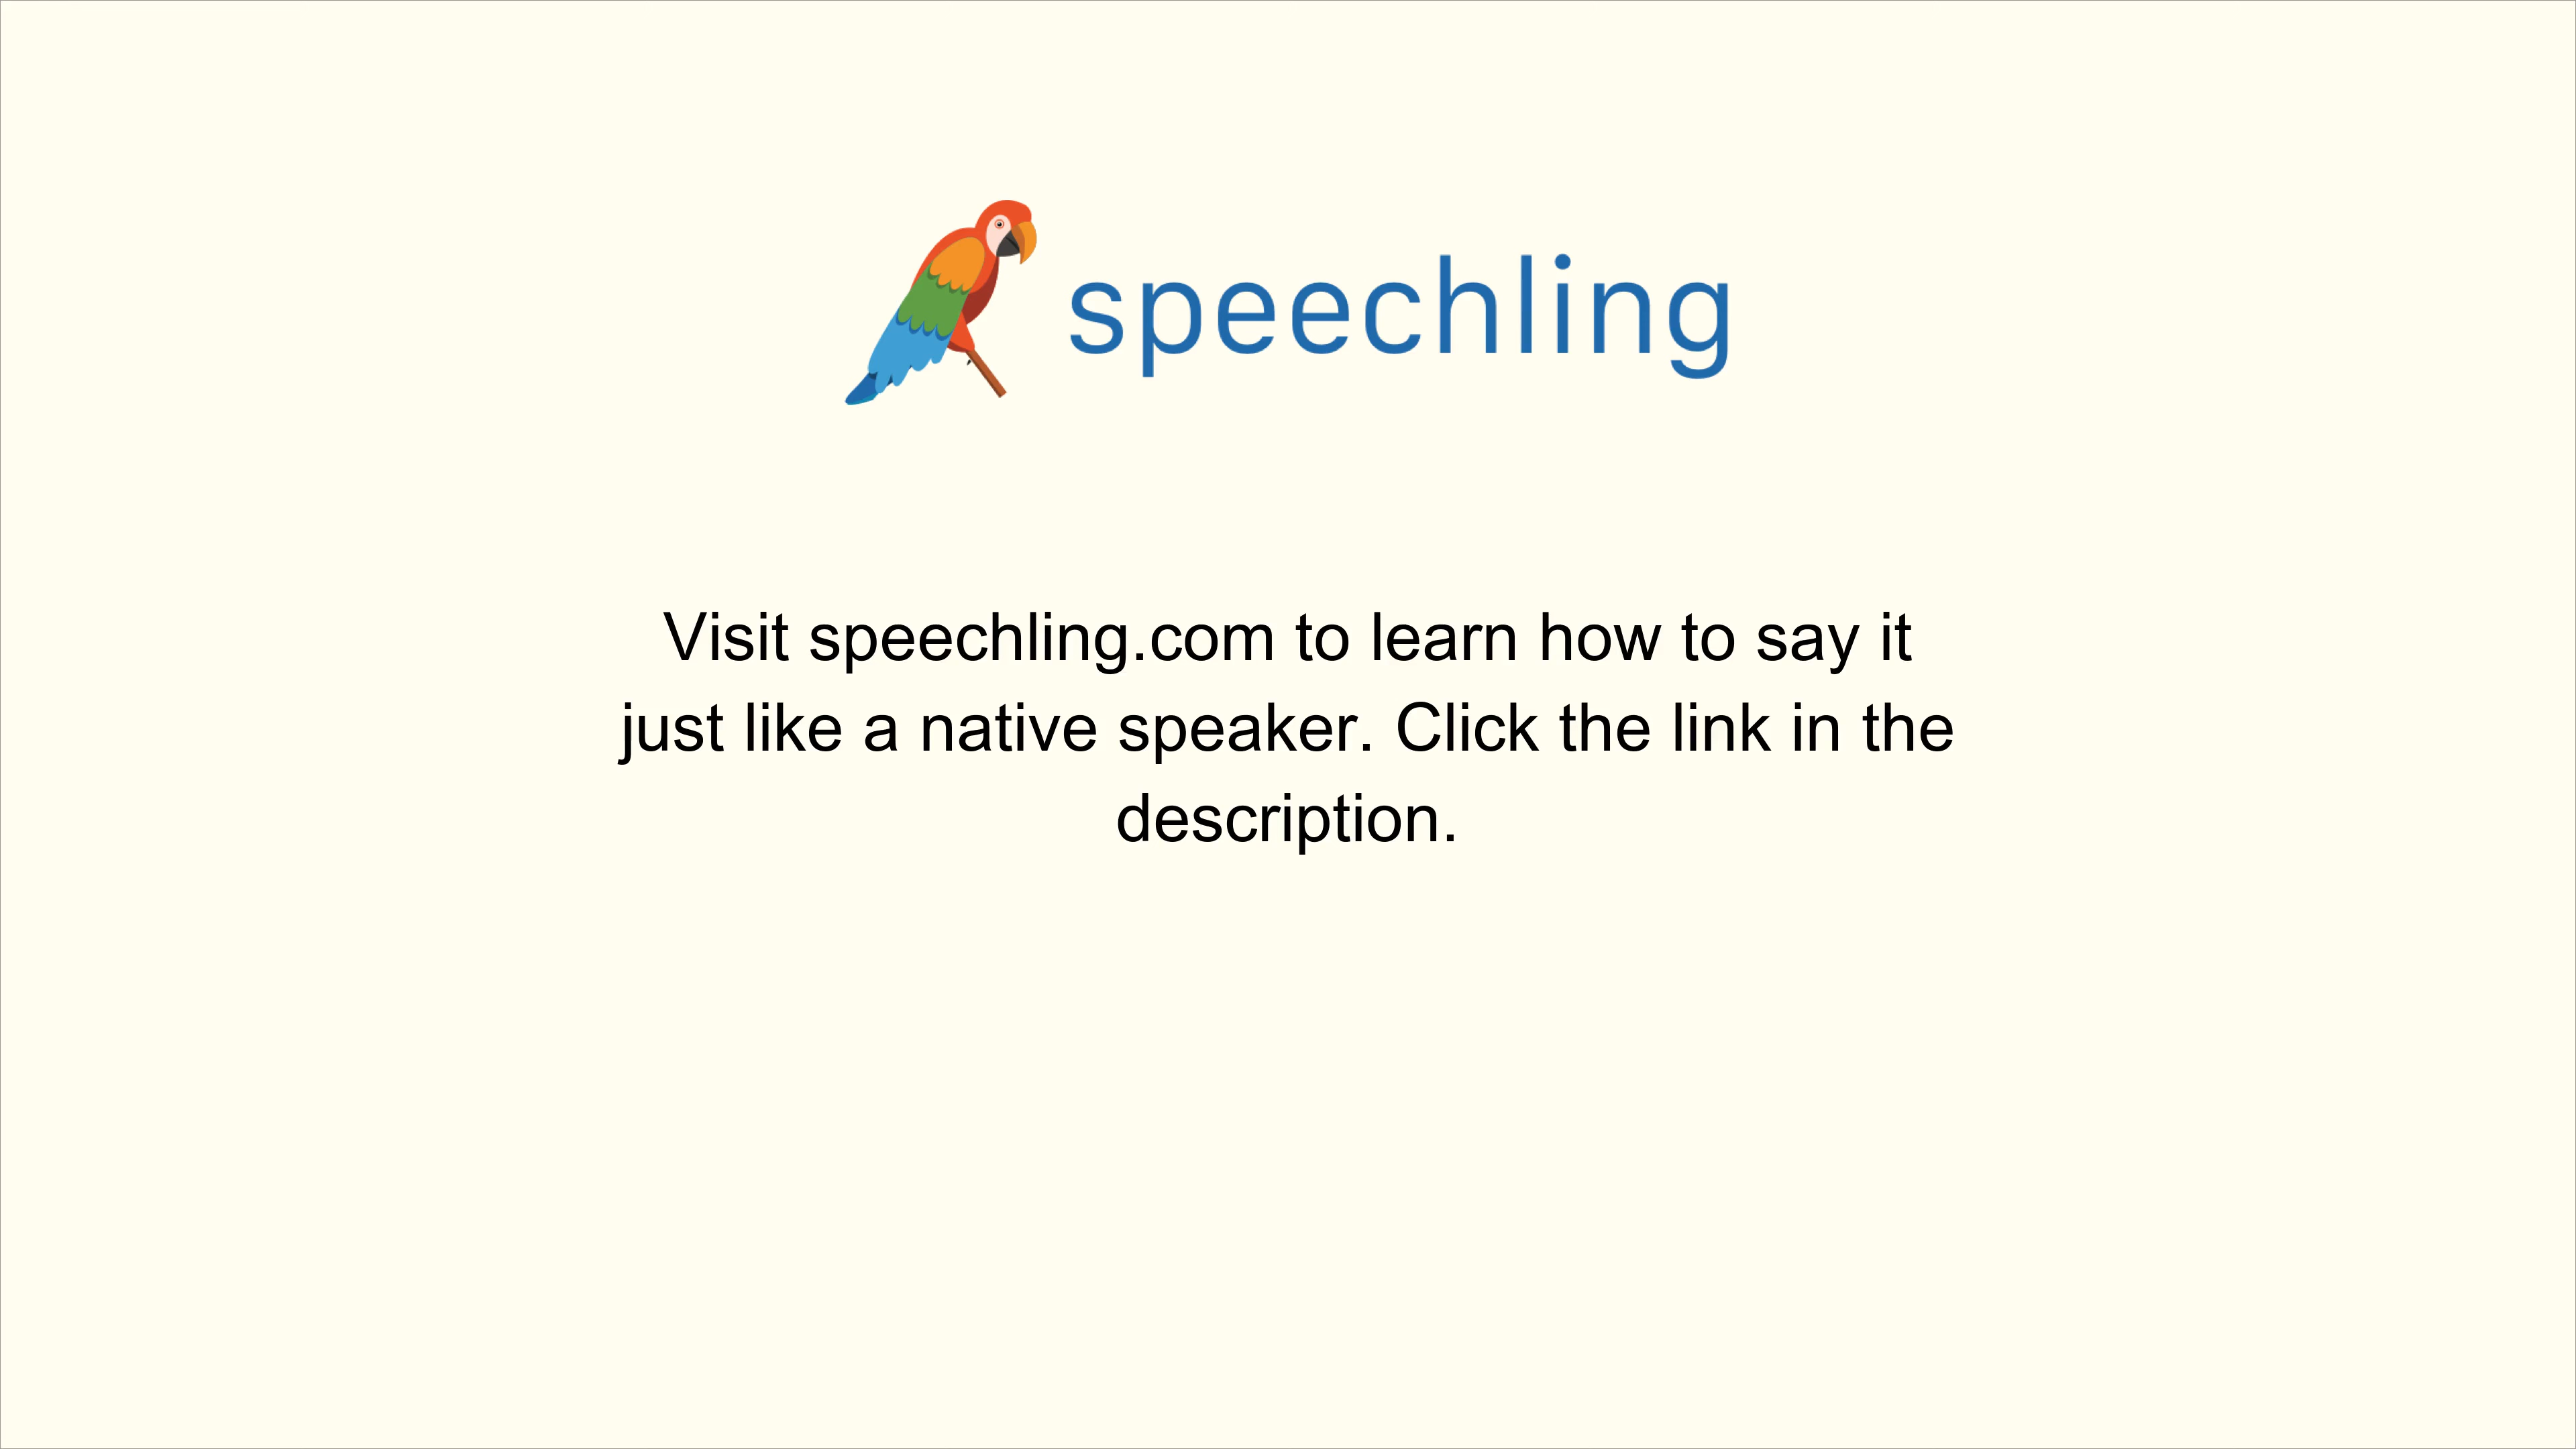 speechling
Visit speechling.com to learn how to say it
just like a native speaker. Click the link in the
description.